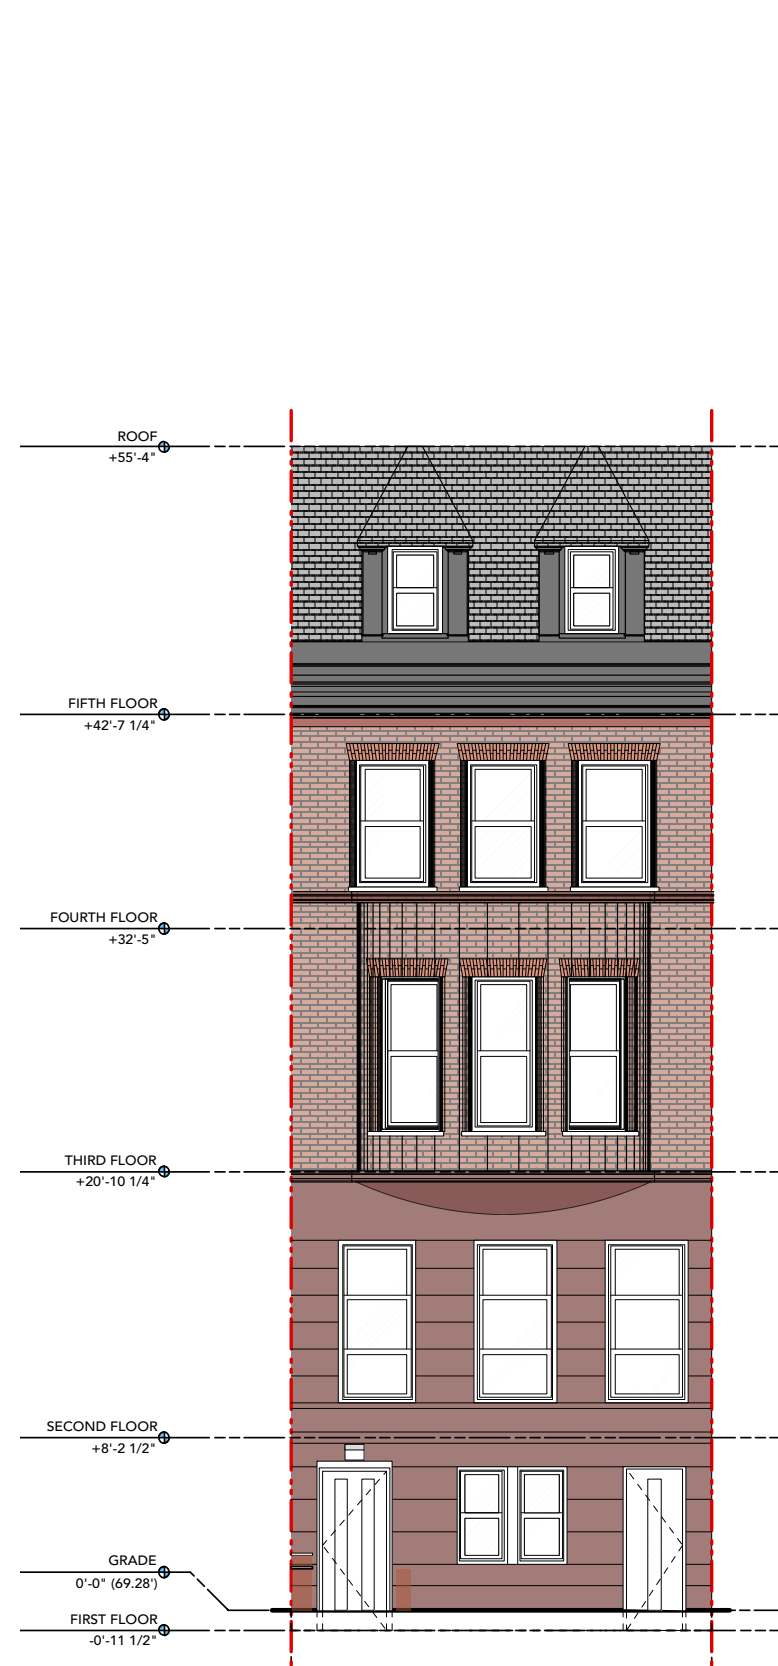 ROOF
+55'-4"
FIFTH FLOOR
+42'-7 1/4"
FOURTH FLOOR
+32'-5"
THIRD FLOOR
+20'-10 1/4"
SECOND FLOOR
+8'-2 1/2"
GRADE
0'-0" (69.28')
FIRST FLOOR
-0'-11 1/2"